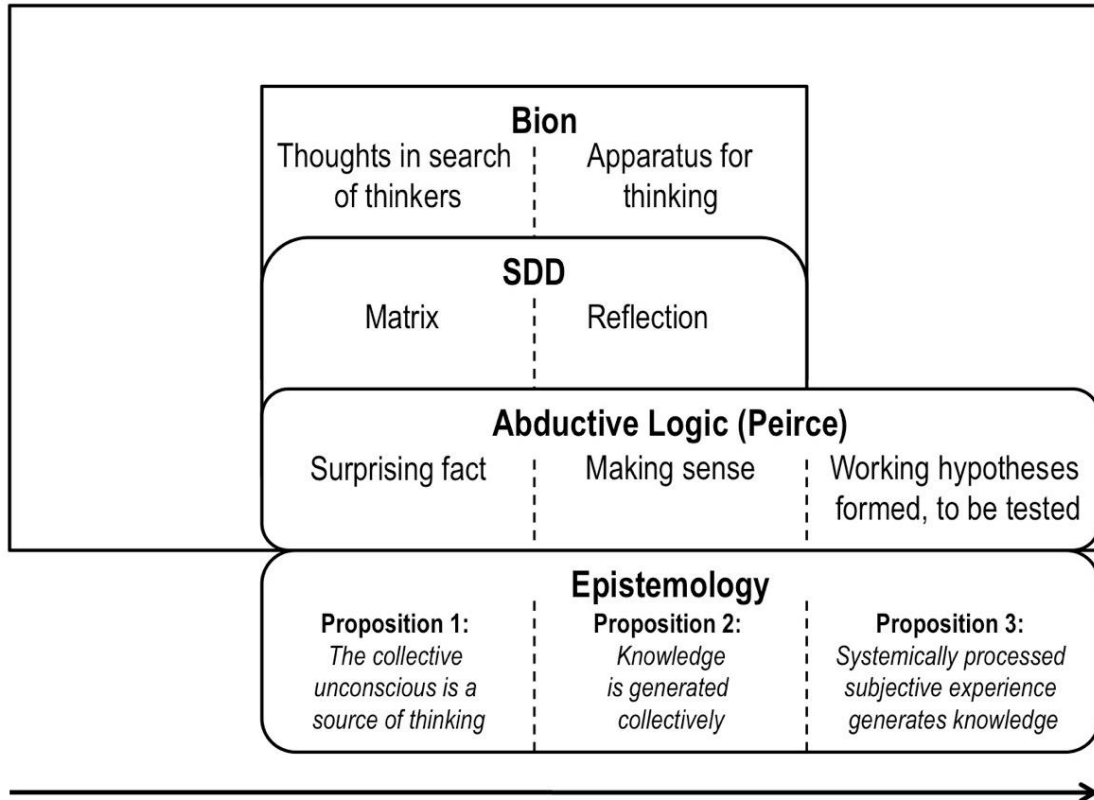 Bion
Thoughts in search
of thinkers
Apparatus for
thinking
SDD
Matrix
Reflection
Abductive Logic (Peirce)
Surprising fact
Making sense
Working hypotheses
formed, to be tested
Epistemology
Proposition 1:
The collective
unconscious is a
source of thinking
Proposition 2:
Knowledge
is generated
collectively
Proposition 3:
Systemically processed
subjective experience
generates knowledge